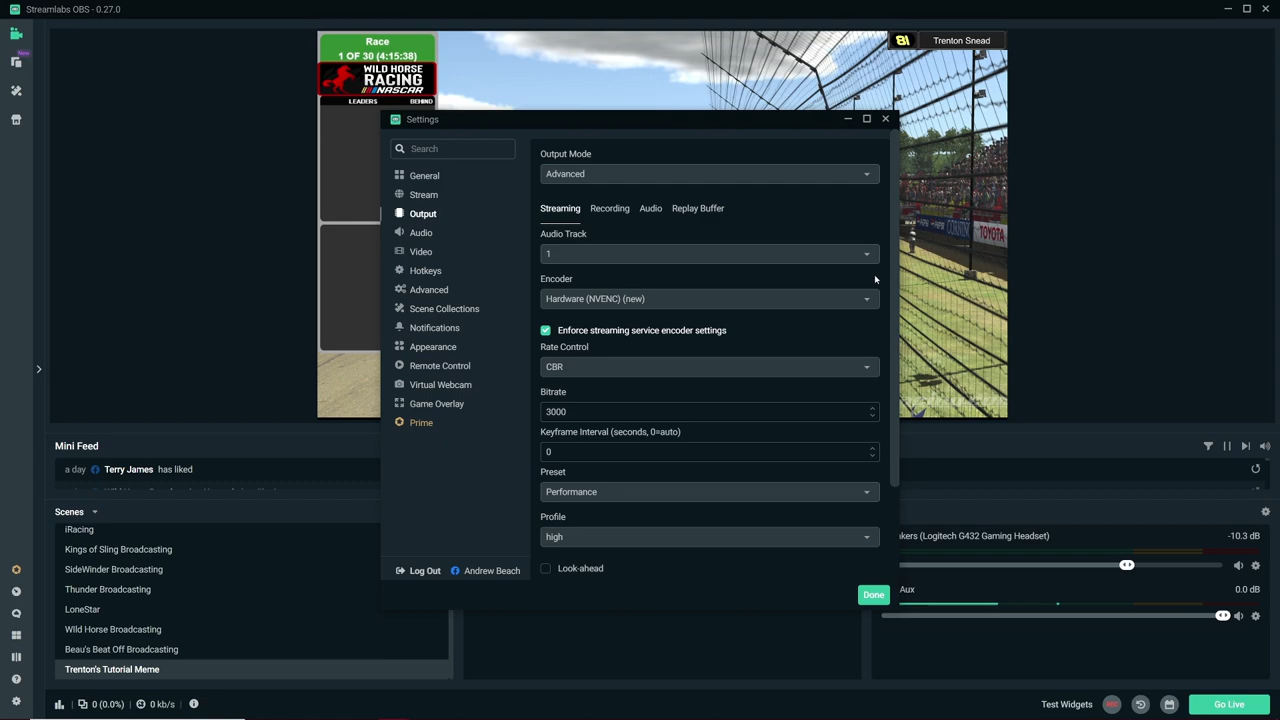 Streamlabs OBS - 0.27.0
New
Race
1 OF 30 (4:15:38)
WILD HORSE
RACING
NASCAR
LEADERS BEHIND
81 Trenton Snead
TOYOTA
Settings
Search
General
Stream
Output
Audio
Video
Hotkeys
Advanced
Scene Collections
Notifications
Appearance
Remote Control
Virtual Webcam
Game Overlay
Prime
Log Out Andrew Beach
Output Mode
Advanced
Streaming Recording Audio Replay Buffer
Audio Track
1
Encoder
Hardware (NVENC) (new)
Enforce streaming service encoder settings
Rate Control
CBR
Bitrate
3000
Keyframe Interval (seconds, 0=auto)
0
Preset
Performance
Profile
high
Look-ahead
Done
Mini Feed
a day Terry James has liked
Scenes
iRacing
Kings of Sling Broadcasting
SideWinder Broadcasting
Thunder Broadcasting
LoneStar
Wild Horse Broadcasting
Beau's Beat Off Broadcasting
Trenton's Tutorial Meme
akers (Logitech G432 Gaming Headset) -10.3 dB
Aux 0.0 dB
0 (0.0%) 0 kb/s
Test Widgets REC Go Live